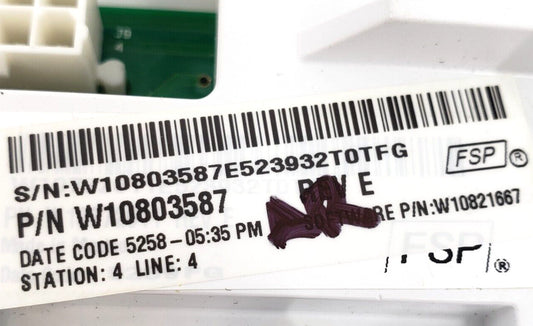 S/N:W10803587E523932T0TFG
FSP®
P/N W10803587 REV E
DATE CODE 5258-05:35 PM SOFTWARE P/N:W10821667
STATION: 4 LINE: 4
FSP®